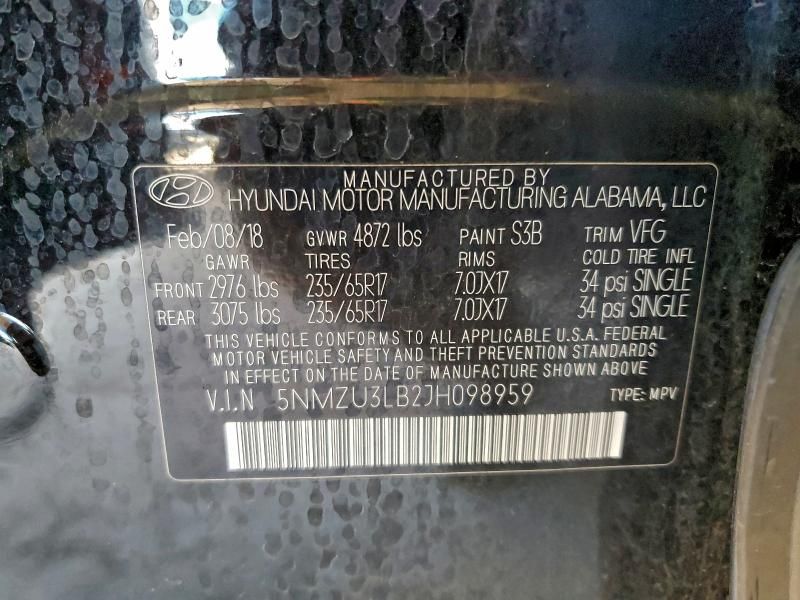 MANUFACTURED BY
HYUNDAI MOTOR MANUFACTURING ALABAMA, LLC
Feb/08/18 GVWR 4872 lbs PAINT S3B TRIM VFG
GAWR TIRES RIMS COLD TIRE INFL
FRONT 2976 lbs 235/65R17 7.0JX17 34 psi SINGLE
REAR 3075 lbs 235/65R17 7.0JX17 34 psi SINGLE
THIS VEHICLE CONFORMS TO ALL APPLICABLE U.S.A. FEDERAL
MOTOR VEHICLE SAFETY AND THEFT PREVENTION STANDARDS
IN EFFECT ON THE DATE OF MANUFACTURE SHOWN ABOVE
V.I.N 5NMZU3LB2JH098959 TYPE: MPV